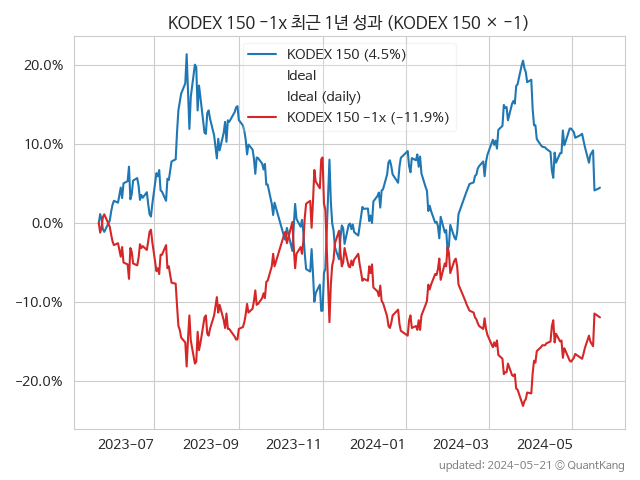 KODEX 150 -1x 최근 1년 성과 (KODEX 150 × -1)
KODEX 150 (4.5%)
Ideal
Ideal (daily)
KODEX 150 -1x (-11.9%)
20.0%
10.0%
0.0%
-10.0%
-20.0%
2023-07 2023-09 2023-11 2024-01 2024-03 2024-05
updated: 2024-05-21 © QuantKang